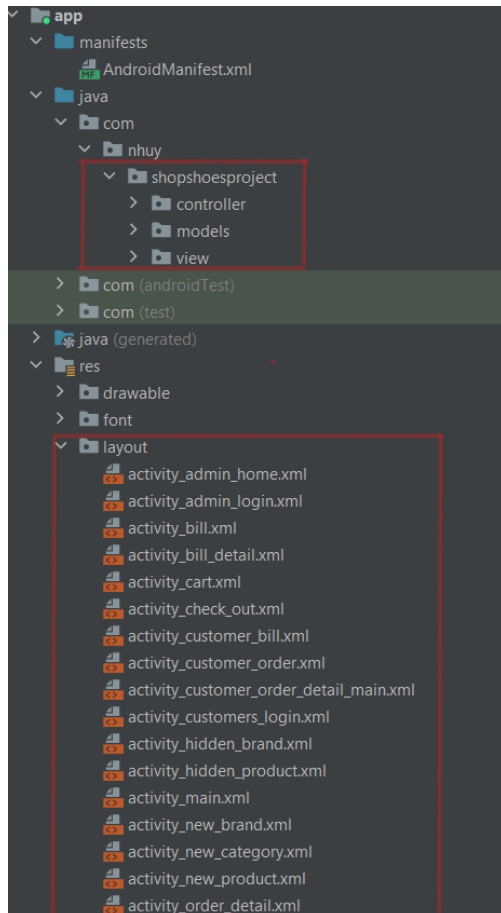 app
manifests
AndroidManifest.xml
java
com
nhuy
shopshoesproject
controller
models
view
com (androidTest)
com (test)
java (generated)
res
drawable
font
layout
activity_admin_home.xml
activity_admin_login.xml
activity_bill.xml
activity_bill_detail.xml
activity_cart.xml
activity_check_out.xml
activity_customer_bill.xml
activity_customer_order.xml
activity_customer_order_detail_main.xml
activity_customers_login.xml
activity_hidden_brand.xml
activity_hidden_product.xml
activity_main.xml
activity_new_brand.xml
activity_new_category.xml
activity_new_product.xml
activity_order_detail.xml